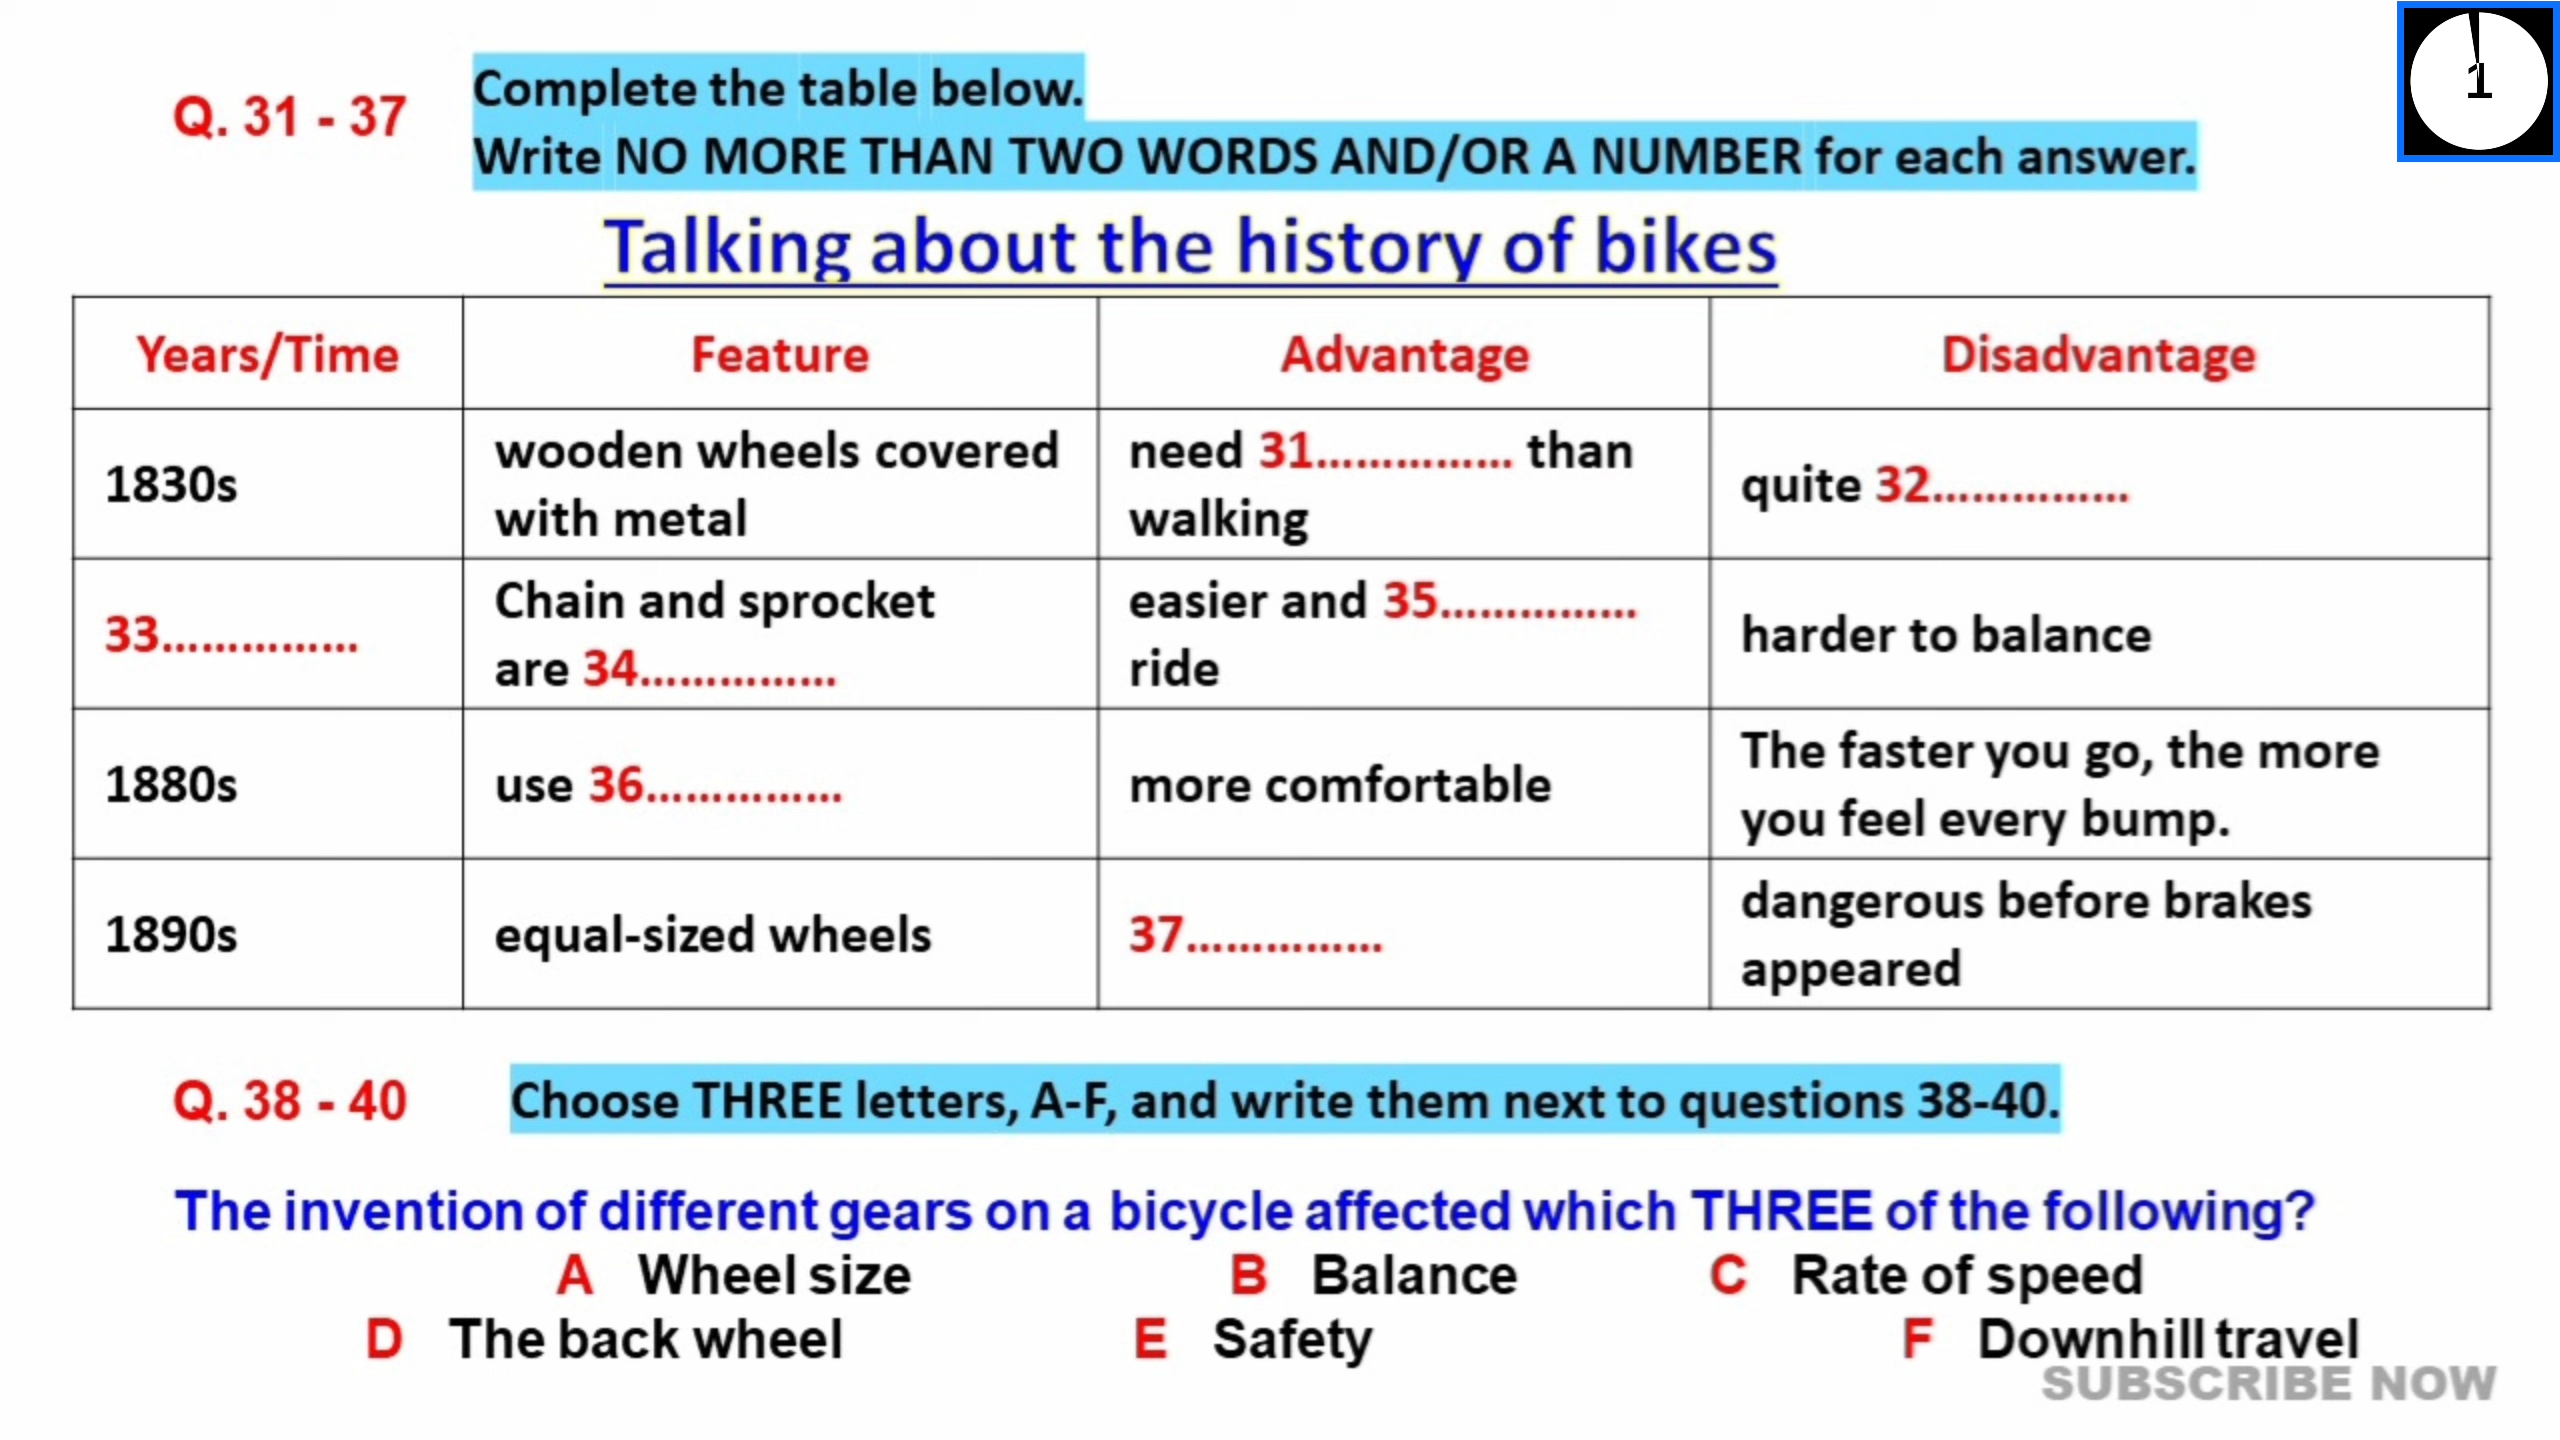 1
Q. 31 - 37
Complete the table below.
Write NO MORE THAN TWO WORDS AND/OR A NUMBER for each answer.
Talking about the history of bikes
Years/Time Feature Advantage Disadvantage
1830s
wooden wheels covered
with metal
need 31............... than
walking
quite 32...............
33...............
Chain and sprocket
are 34...............
easier and 35...............
ride
harder to balance
1880s
use 36...............
more comfortable
The faster you go, the more
you feel every bump.
1890s
equal-sized wheels
37...............
dangerous before brakes
appeared
Q. 38 - 40
Choose THREE letters, A-F, and write them next to questions 38-40.
The invention of different gears on a bicycle affected which THREE of the following?
A Wheel size B Balance C Rate of speed
D The back wheel E Safety F Downhill travel
SUBSCRIBE NOW